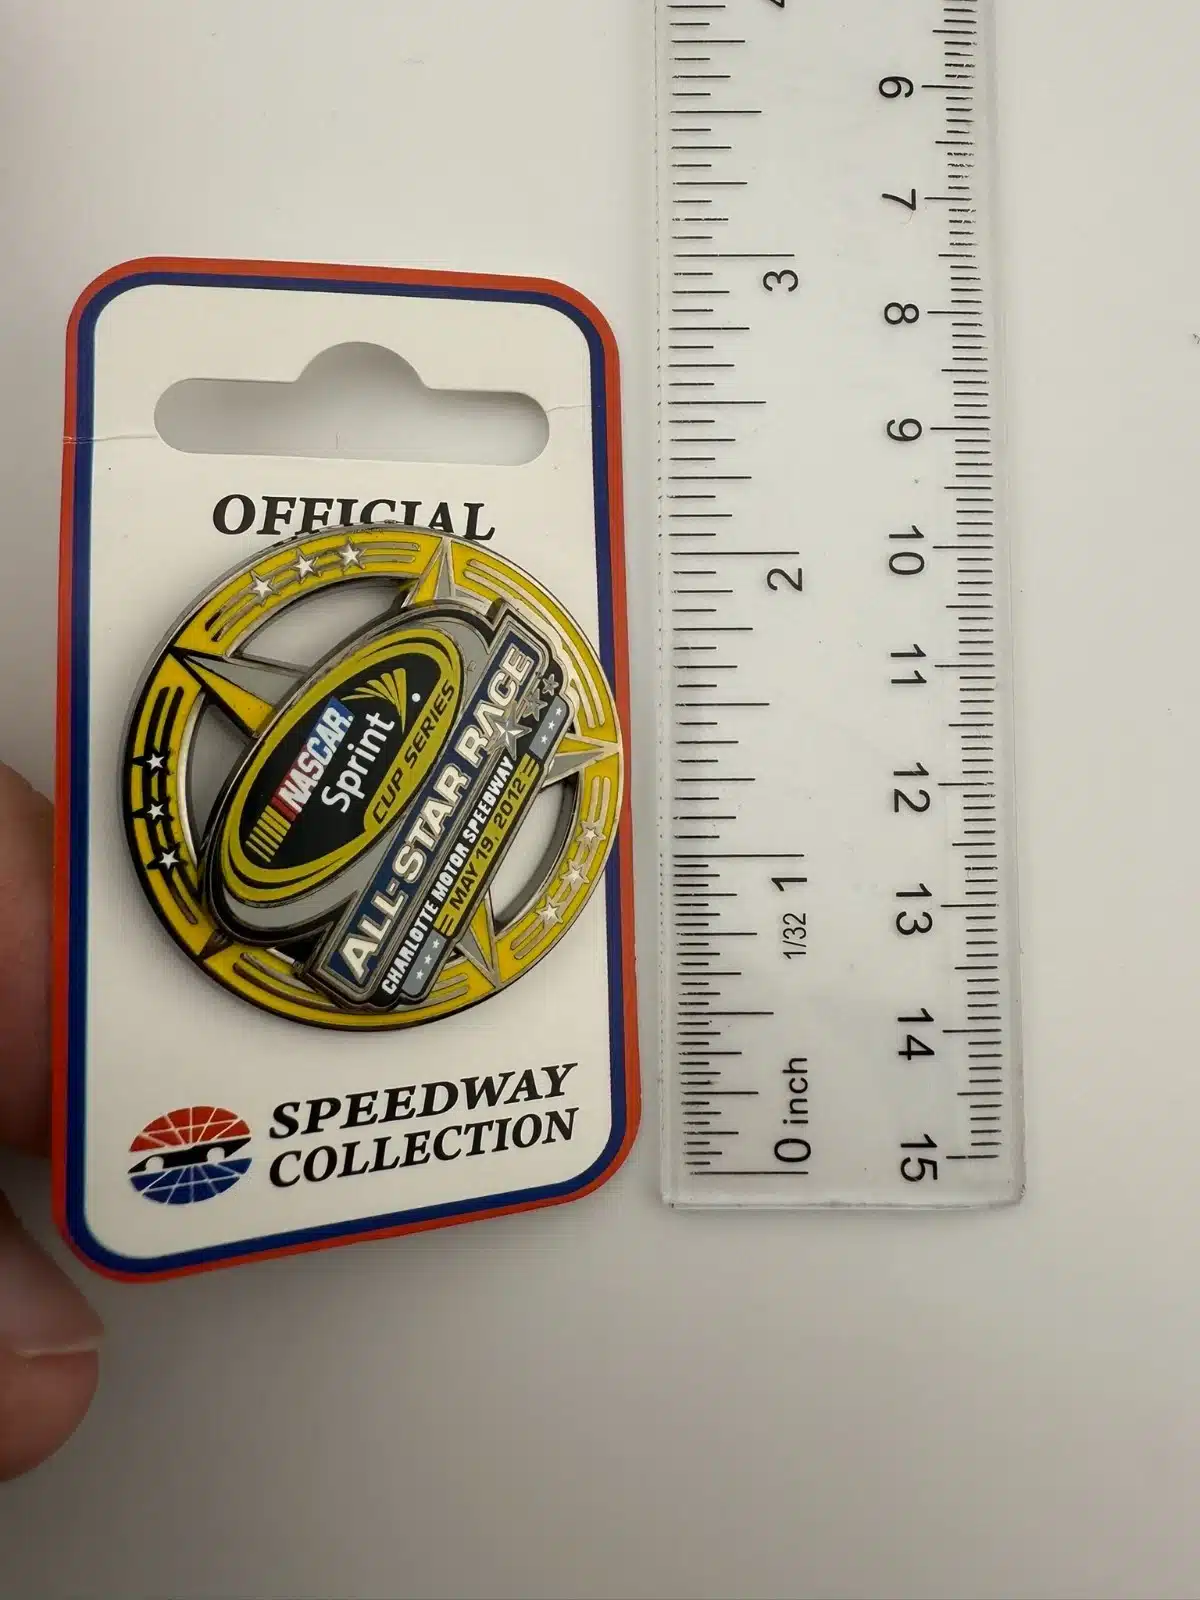 OFFICIAL
NASCAR
Sprint
CUP SERIES
ALL-STAR RACE
CHARLOTTE MOTOR SPEEDWAY
MAY 19, 2012
SPEEDWAY
COLLECTION
3
2
1
1/32
0 inch
6
7
8
9
10
11
12
13
14
15